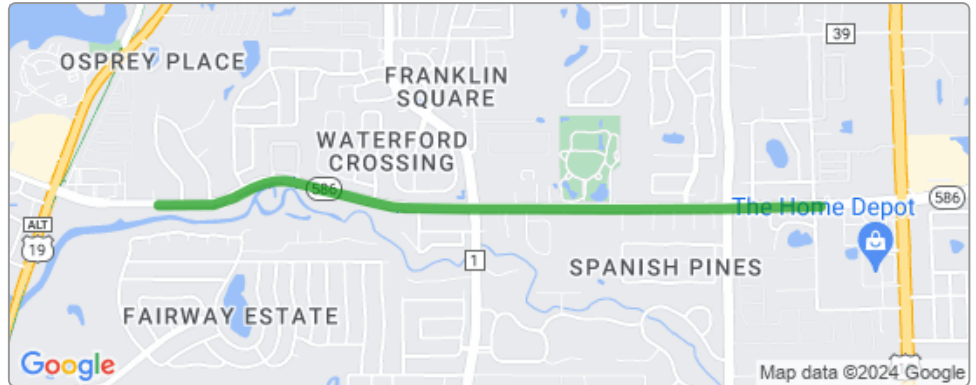 39
OSPREY PLACE
FRANKLIN
SQUARE
WATERFORD
CROSSING
586
586
The Home Depot
ALT
19
1
SPANISH PINES
FAIRWAY ESTATE
Google
Map data ©2024 Google